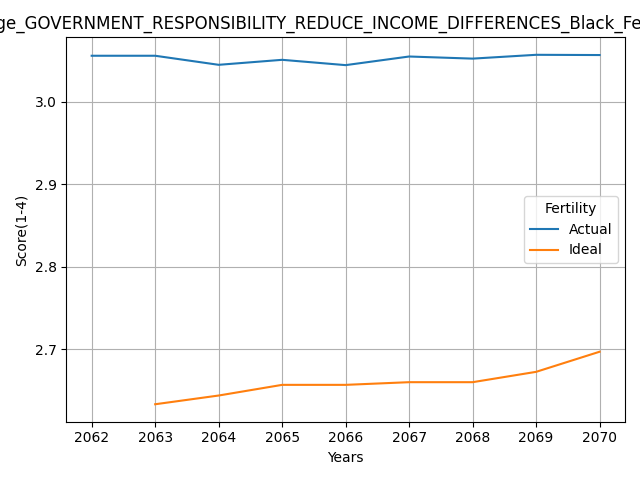 ge_GOVERNMENT_RESPONSIBILITY_REDUCE_INCOME_DIFFERENCES_Black_Fe
3.0
2.9
2.8
2.7
Score(1-4)
Fertility
Actual
Ideal
2062 2063 2064 2065 2066 2067 2068 2069 2070
Years